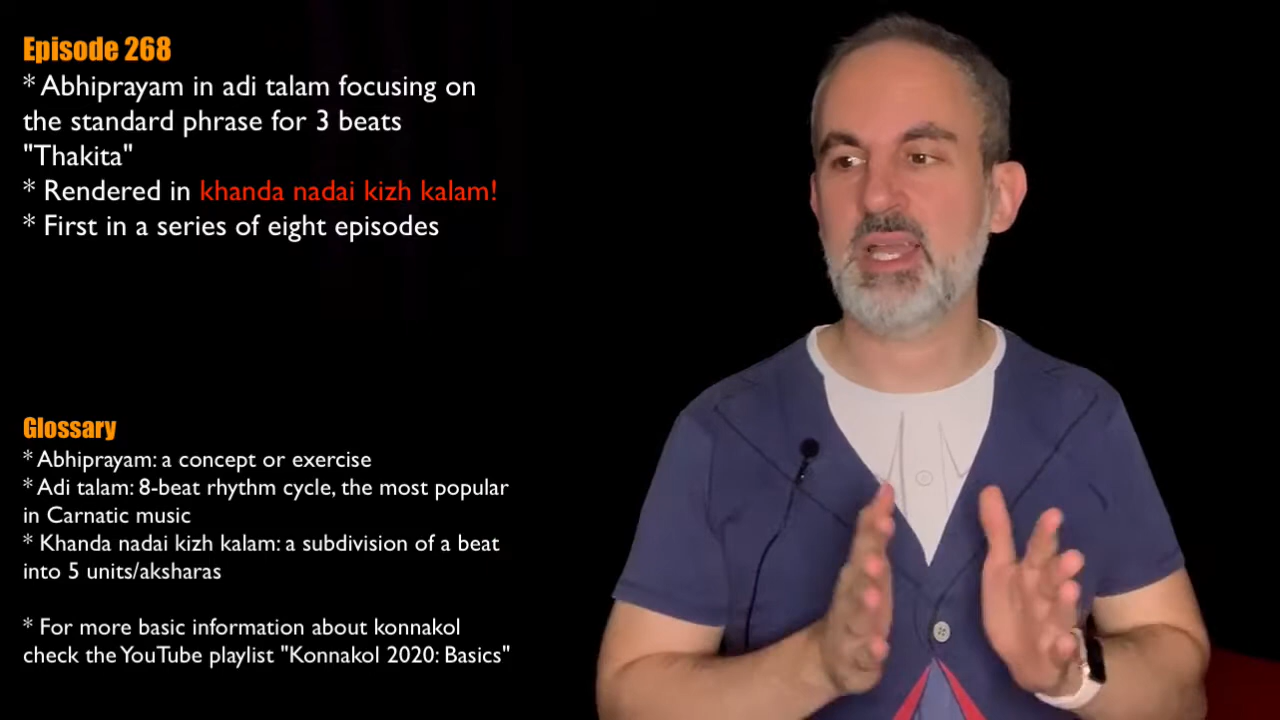 Episode 268
* Abhiprayam in adi talam focusing on
the standard phrase for 3 beats
"Thakita"
* Rendered in khanda nadai kizh kalam!
* First in a series of eight episodes
Glossary
* Abhiprayam: a concept or exercise
* Adi talam: 8-beat rhythm cycle, the most popular
in Carnatic music
* Khanda nadai kizh kalam: a subdivision of a beat
into 5 units/aksharas
* For more basic information about konnakol
check the YouTube playlist "Konnakol 2020: Basics"